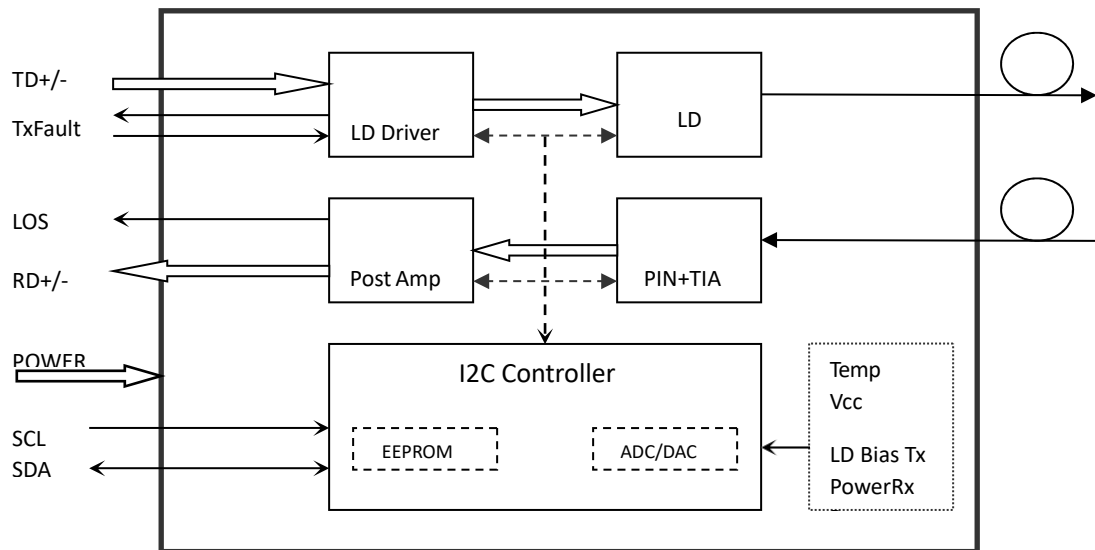 TD+/-
TxFault
LD Driver
LD
LOS
RD+/-
Post Amp
PIN+TIA
POWER
I2C Controller
SCL
SDA
EEPROM
ADC/DAC
Temp
Vcc
LD Bias Tx
PowerRx